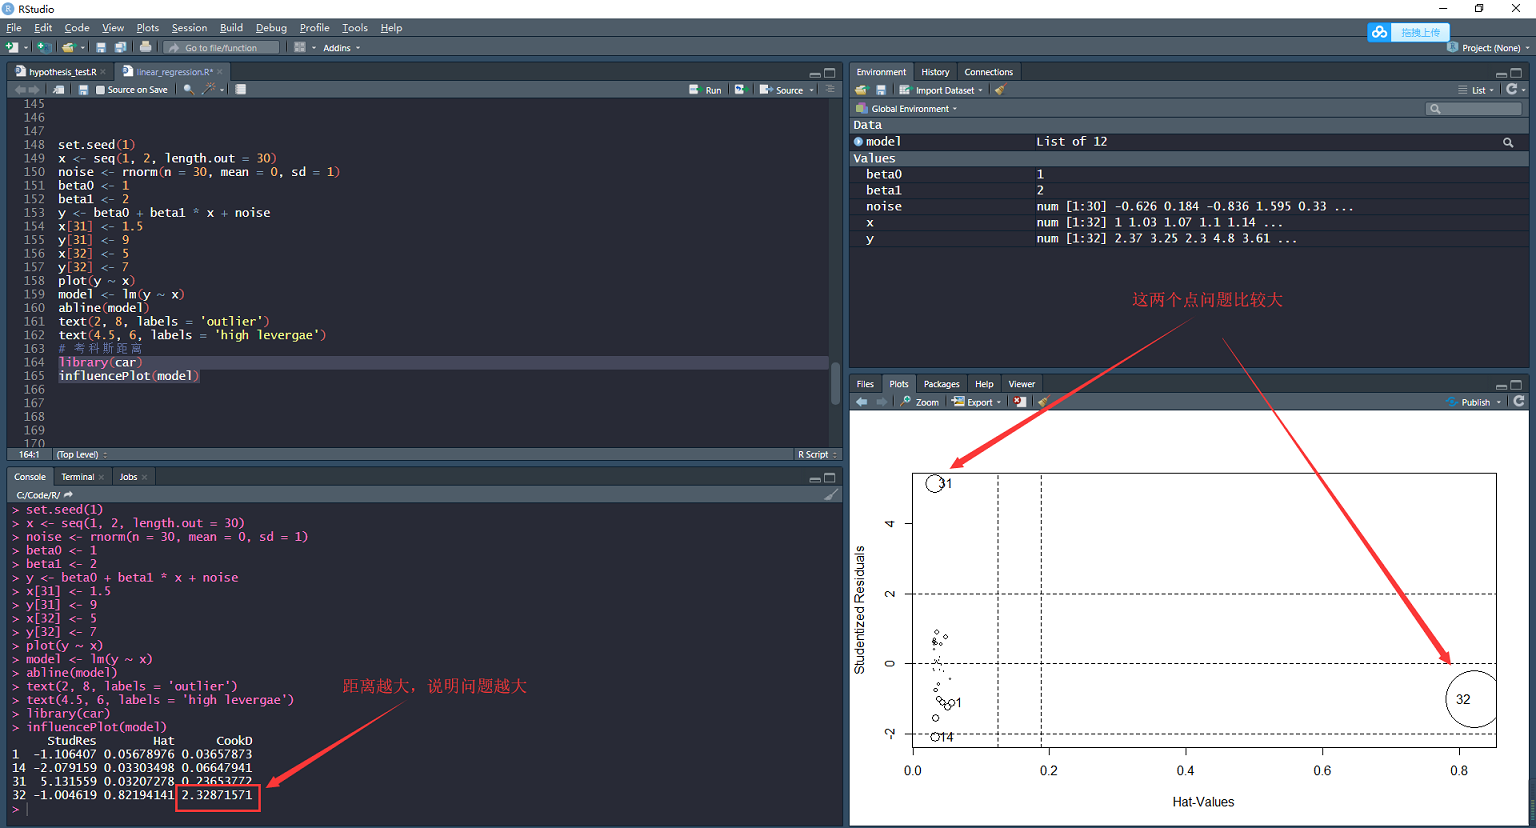 RStudio
File Edit Code View Plots Session Build Debug Profile Tools Help
Go to file/function Addins
拖拽上传
Project: (None)
hypothesis_test.R linear_regression.R*
Source on Save Run Source
145
146
147
148 set.seed(1)
149 x <- seq(1, 2, length.out = 30)
150 noise <- rnorm(n = 30, mean = 0, sd = 1)
151 beta0 <- 1
152 beta1 <- 2
153 y <- beta0 + beta1 * x + noise
154 x[31] <- 1.5
155 y[31] <- 9
156 x[32] <- 5
157 y[32] <- 7
158 plot(y ~ x)
159 model <- lm(y ~ x)
160 abline(model)
161 text(2, 8, labels = 'outlier')
162 text(4.5, 6, labels = 'high levergae')
163 # 考科斯距离
164 library(car)
165 influencePlot(model)
166
167
168
169
170
164:1 (Top Level) R Script
Console Terminal Jobs
C:/Code/R/
> set.seed(1)
> x <- seq(1, 2, length.out = 30)
> noise <- rnorm(n = 30, mean = 0, sd = 1)
> beta0 <- 1
> beta1 <- 2
> y <- beta0 + beta1 * x + noise
> x[31] <- 1.5
> y[31] <- 9
> x[32] <- 5
> y[32] <- 7
> plot(y ~ x)
> model <- lm(y ~ x)
> abline(model)
> text(2, 8, labels = 'outlier')
> text(4.5, 6, labels = 'high levergae')
> library(car)
> influencePlot(model)
StudRes Hat CookD
1 -1.106407 0.05678976 0.03657873
14 -2.079159 0.03303498 0.06647941
31 5.131559 0.03207278 0.23653772
32 -1.004619 0.82194141 2.32871571
>
距离越大，说明问题越大
Environment History Connections
Import Dataset List
Global Environment
Data
model List of 12
Values
beta0 1
beta1 2
noise num [1:30] -0.626 0.184 -0.836 1.595 0.33 ...
x num [1:32] 1 1.03 1.07 1.1 1.14 ...
y num [1:32] 2.37 3.25 2.3 4.8 3.61 ...
这两个点问题比较大
Files Plots Packages Help Viewer
Zoom Export Publish
31
4
2
0
-2
Studentized Residuals
1
32
14
0.0 0.2 0.4 0.6 0.8
Hat-Values